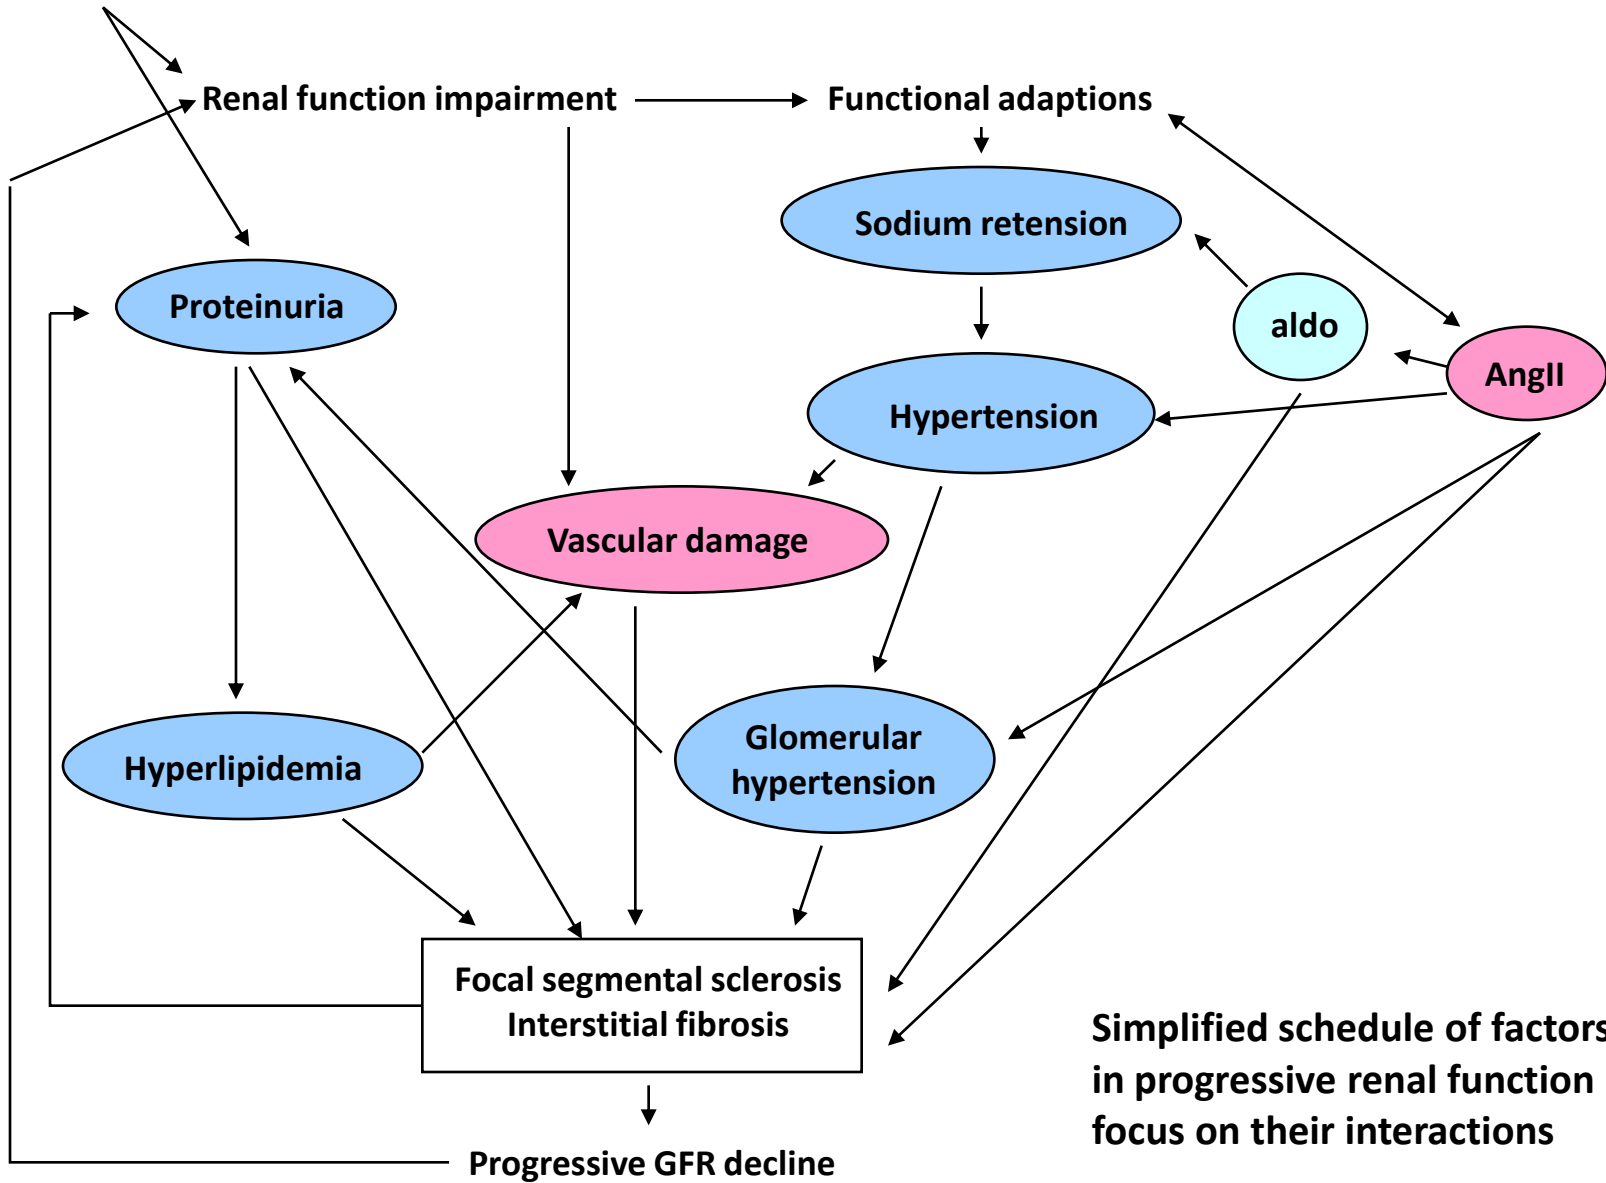 Renal function impairment
Functional adaptions
Sodium retension
Proteinuria
aldo
AngII
Hypertension
Vascular damage
Glomerular
hypertension
Hyperlipidemia
Focal segmental sclerosis
Interstitial fibrosis
Simplified schedule of factors
in progressive renal function
focus on their interactions
Progressive GFR decline